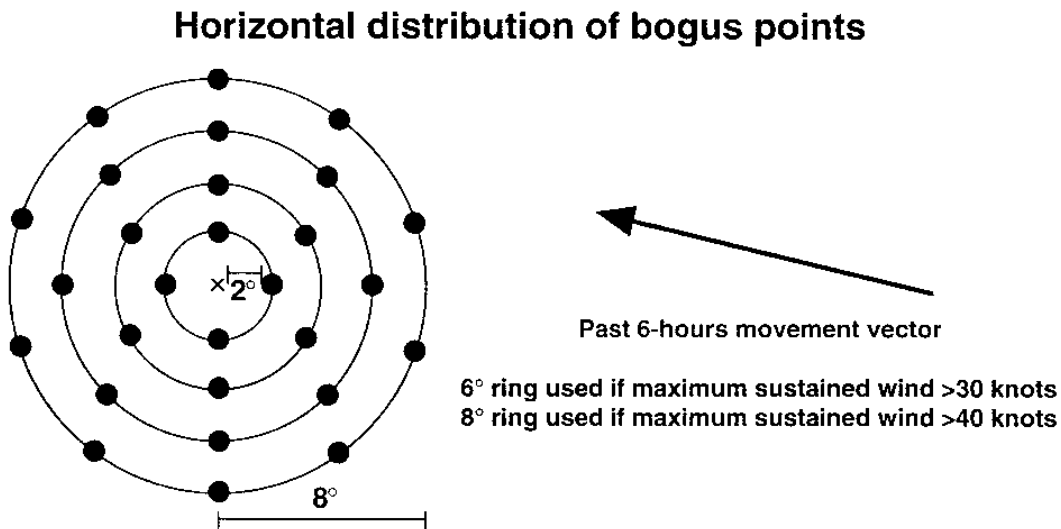 Horizontal distribution of bogus points
× 2°
Past 6-hours movement vector
6° ring used if maximum sustained wind >30 knots
8° ring used if maximum sustained wind >40 knots
8°